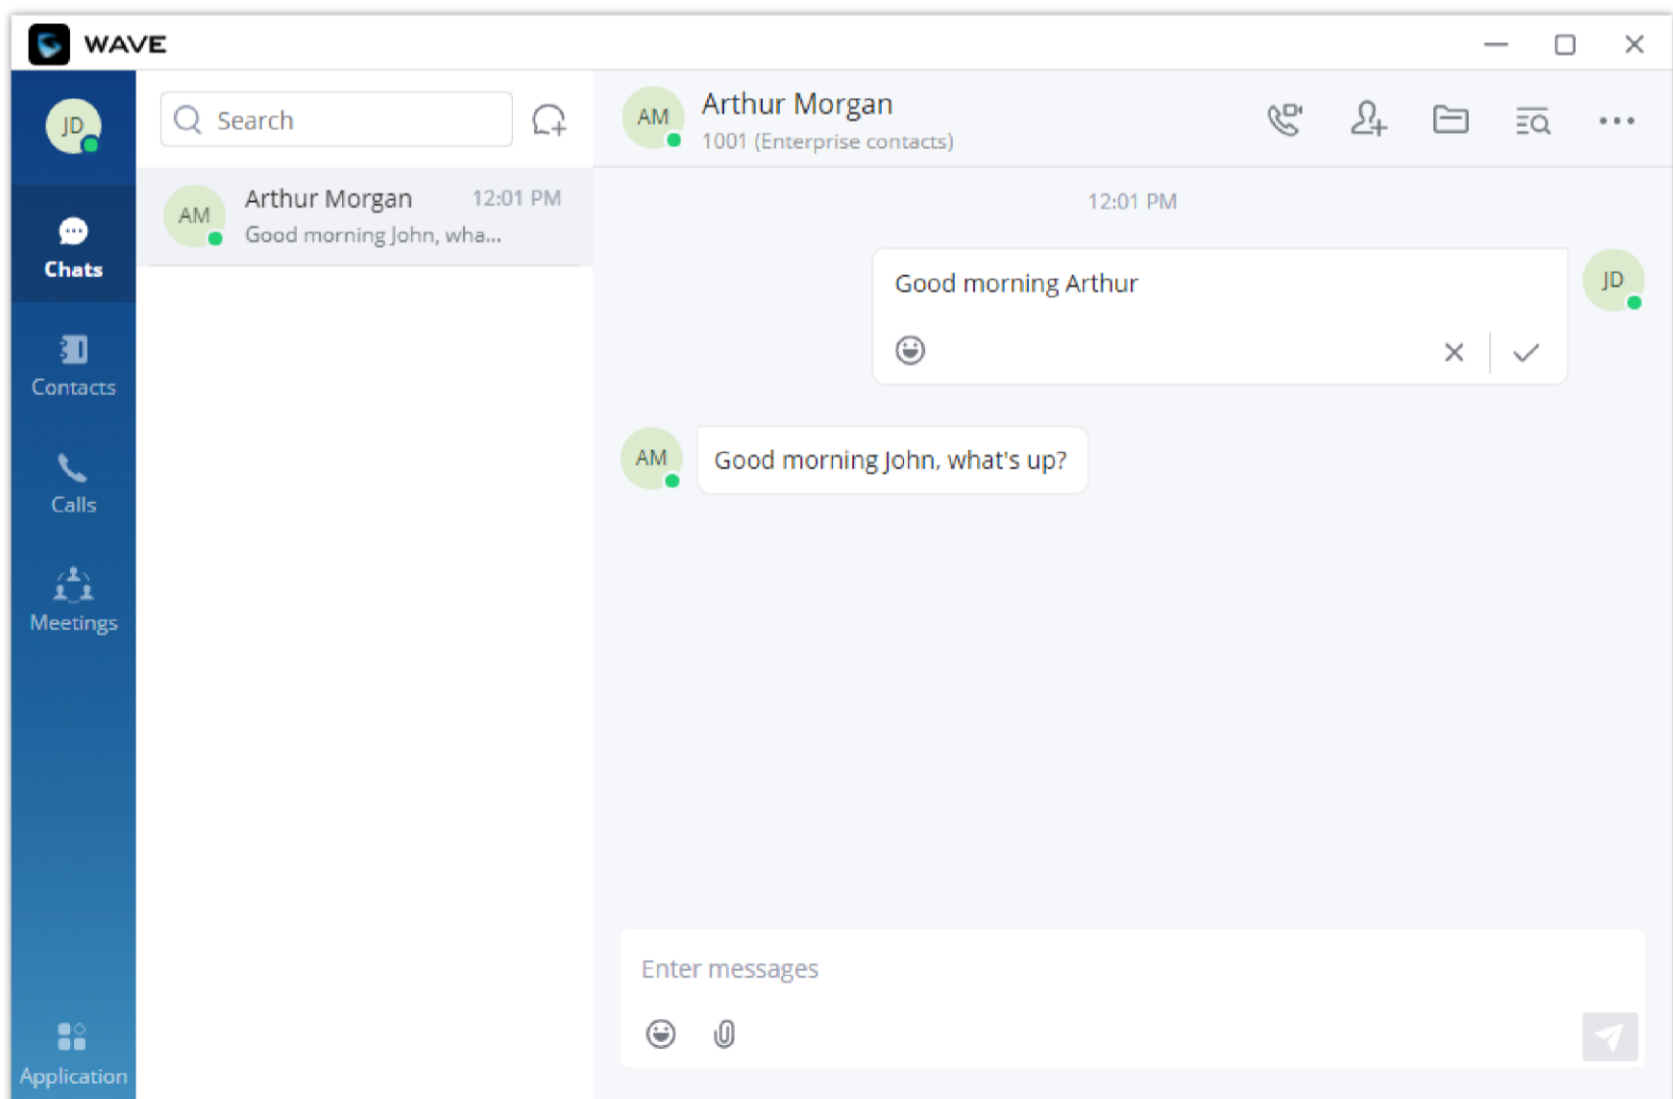 WAVE
JD
Search
Chats
Contacts
Calls
Meetings
Application
AM
Arthur Morgan
12:01 PM
Good morning John, wha...
AM
Arthur Morgan
1001 (Enterprise contacts)
12:01 PM
Good morning Arthur
JD
AM
Good morning John, what's up?
Enter messages